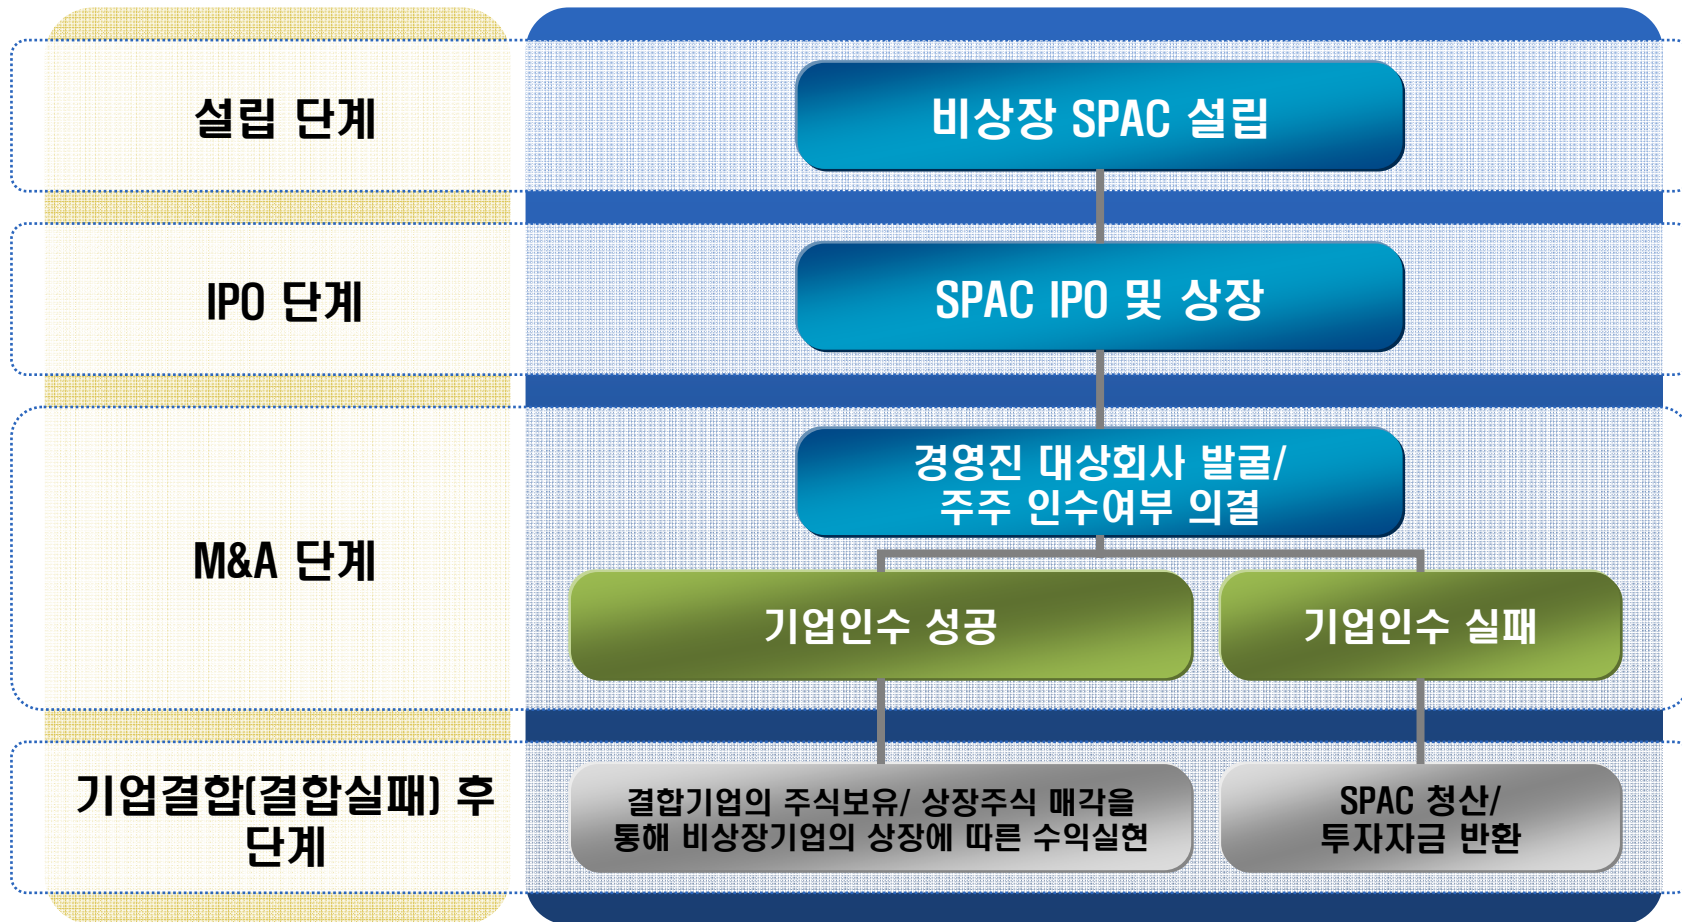 설립 단계
비상장 SPAC 설립
IPO 단계
SPAC IPO 및 상장
M&A 단계
경영진 대상회사 발굴/
주주 인수여부 의결
기업인수 성공
기업인수 실패
기업결합(결합실패) 후
단계
결합기업의 주식보유/ 상장주식 매각을
통해 비상장기업의 상장에 따른 수익실현
SPAC 청산/
투자자금 반환